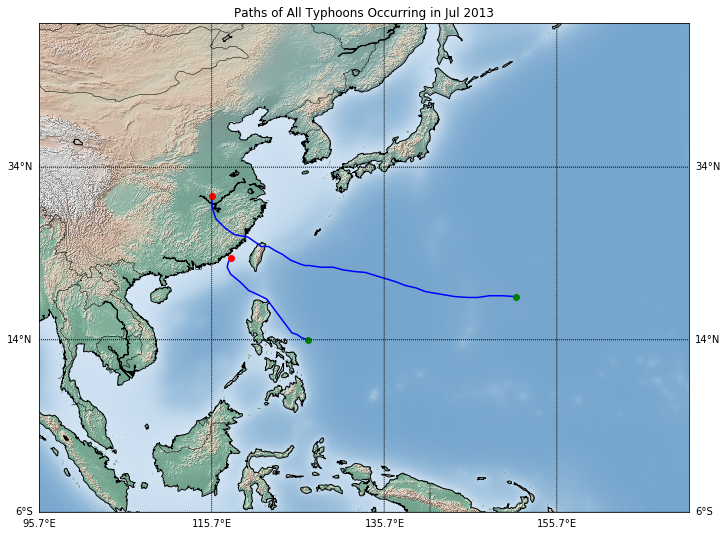 Paths of All Typhoons Occurring in Jul 2013
34°N 34°N
14°N 14°N
6°S 6°S
95.7°E 115.7°E 135.7°E 155.7°E